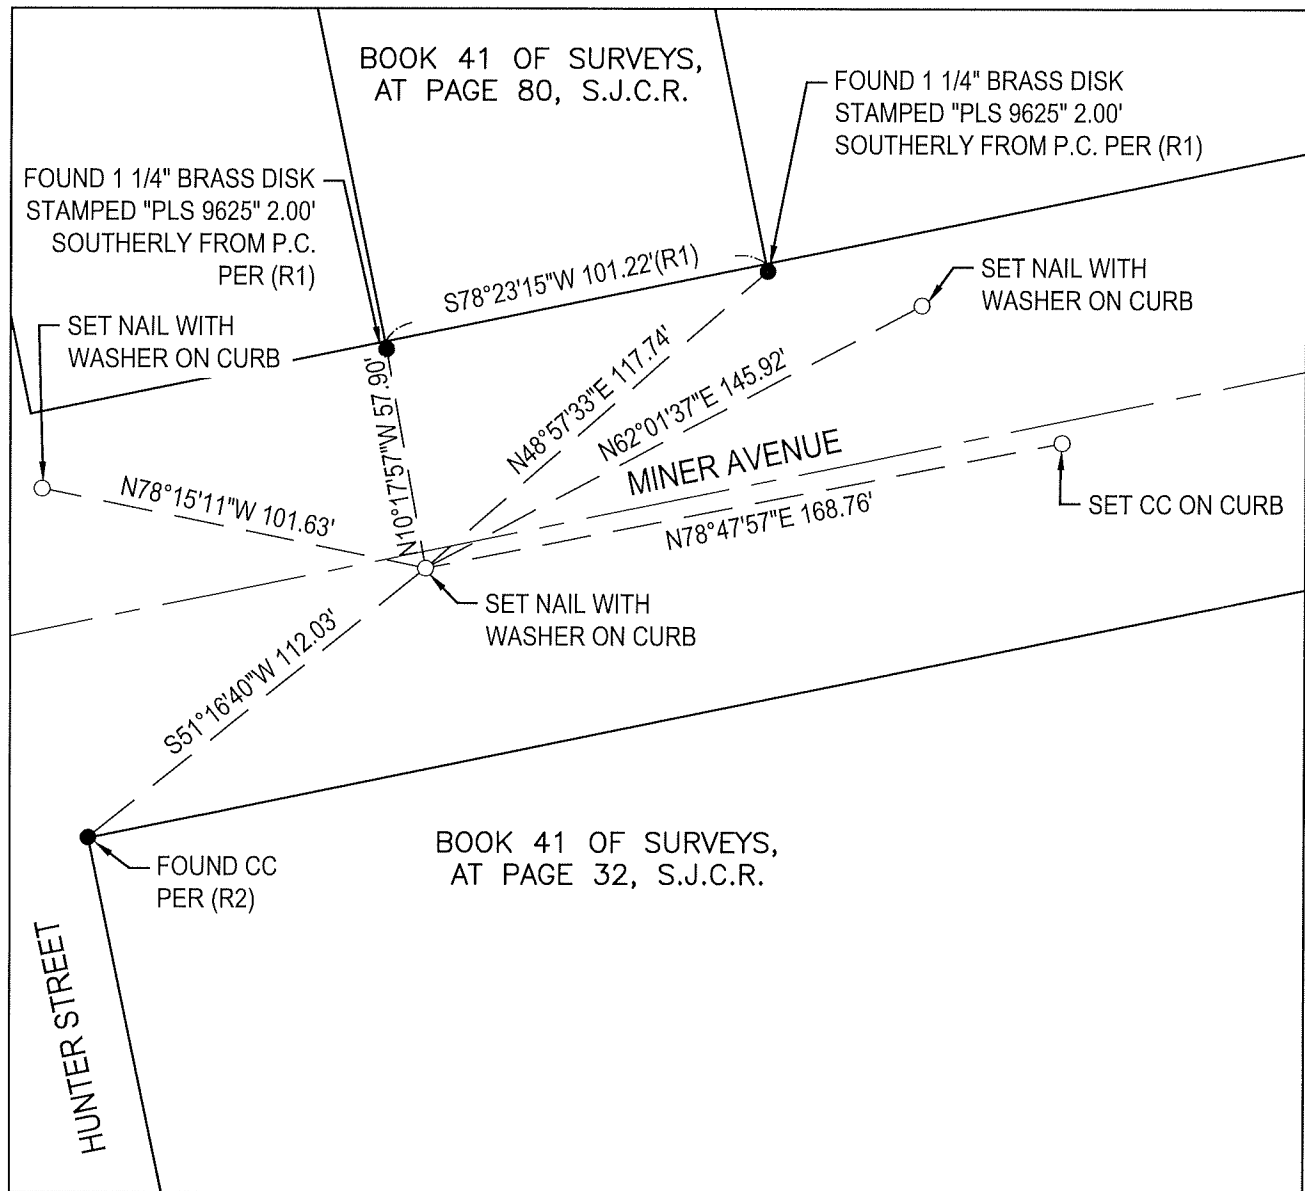 BOOK 41 OF SURVEYS,
AT PAGE 80, S.J.C.R.
FOUND 1 1/4" BRASS DISK
STAMPED "PLS 9625" 2.00'
SOUTHERLY FROM P.C. PER (R1)
FOUND 1 1/4" BRASS DISK
STAMPED "PLS 9625" 2.00'
SOUTHERLY FROM P.C.
PER (R1)
S78°23'15"W 101.22'(R1)
SET NAIL WITH
WASHER ON CURB
SET NAIL WITH
WASHER ON CURB
N10°17'57"W 57.90'
N48°57'33"E 117.74'
N62°01'37"E 145.92'
MINER AVENUE
N78°15'11"W 101.63'
N78°47'57"E 168.76'
SET CC ON CURB
SET NAIL WITH
WASHER ON CURB
S51°16'40"W 112.03'
FOUND CC
PER (R2)
BOOK 41 OF SURVEYS,
AT PAGE 32, S.J.C.R.
HUNTER STREET